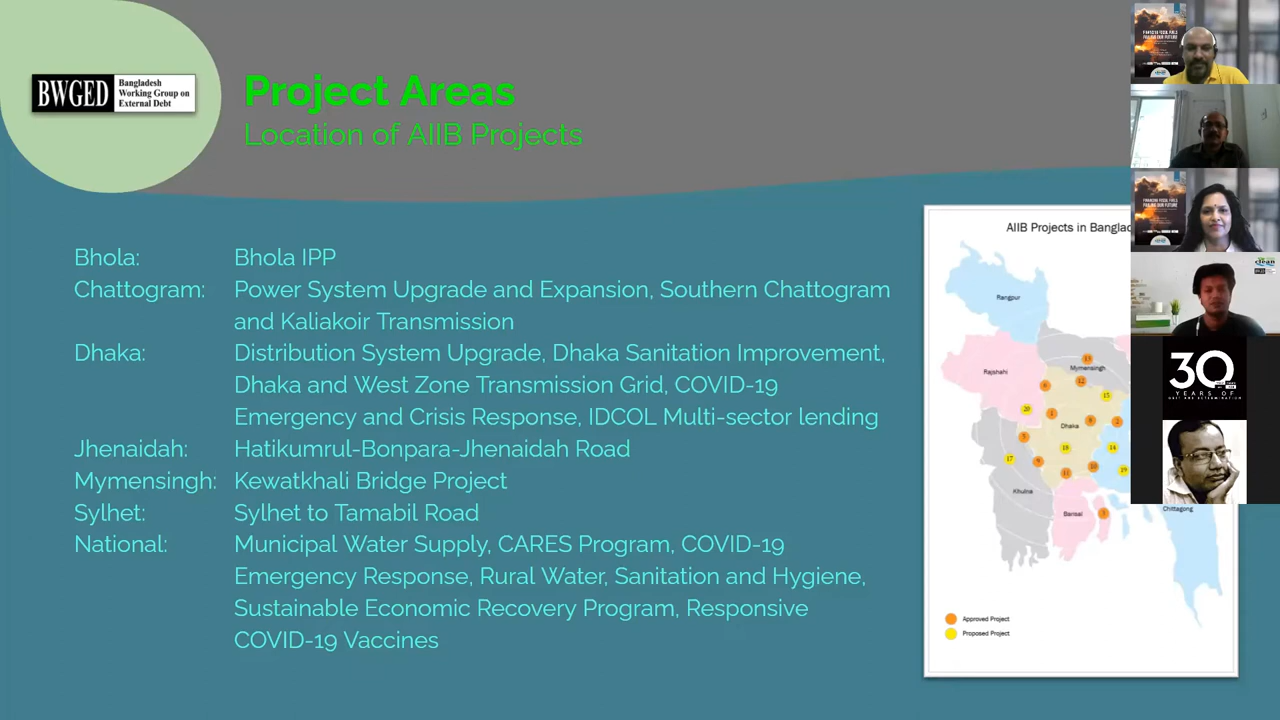 BWGED
Bangladesh
Working Group on
External Debt
Project Areas
Location of AIIB Projects
Bhola: Bhola IPP
Chattogram: Power System Upgrade and Expansion, Southern Chattogram
and Kaliakoir Transmission
Dhaka: Distribution System Upgrade, Dhaka Sanitation Improvement,
Dhaka and West Zone Transmission Grid, COVID-19
Emergency and Crisis Response, IDCOL Multi-sector lending
Jhenaidah: Hatikumrul-Bonpara-Jhenaidah Road
Mymensingh: Kewatkhali Bridge Project
Sylhet: Sylhet to Tamabil Road
National: Municipal Water Supply, CARES Program, COVID-19
Emergency Response, Rural Water, Sanitation and Hygiene,
Sustainable Economic Recovery Program, Responsive
COVID-19 Vaccines
AIIB Projects in Banglad
Rangpur
Rajshahi
Mymensingh
Dhaka
Khulna
Barisal
Chittagong
Approved Project
Proposed Project
clean
30
YEARS OF